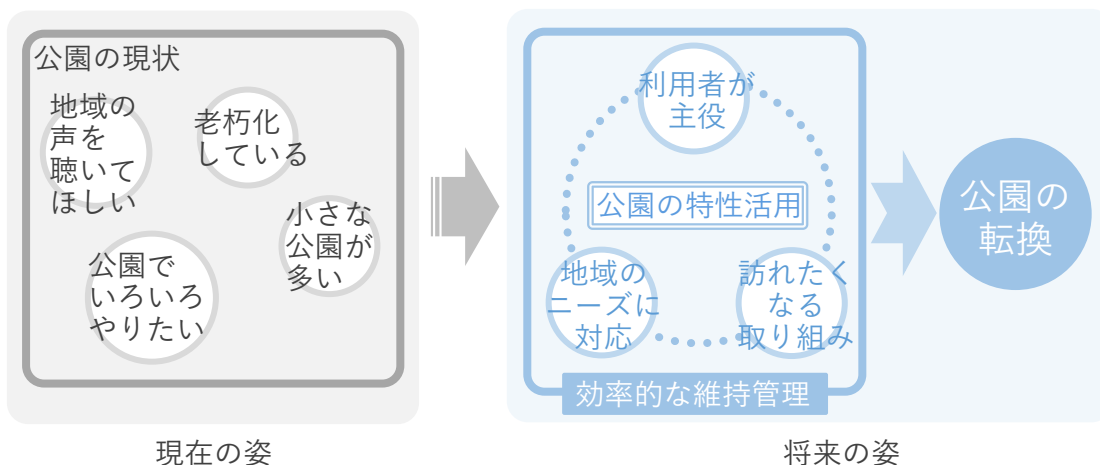 公園の現状
地域の
声を
聴いて
ほしい
老朽化
している
小さな
公園が
多い
公園で
いろいろ
やりたい
現在の姿
利用者が
主役
公園の特性活用
地域の
ニーズに
対応
訪れたく
なる
取り組み
効率的な維持管理
公園の
転換
将来の姿